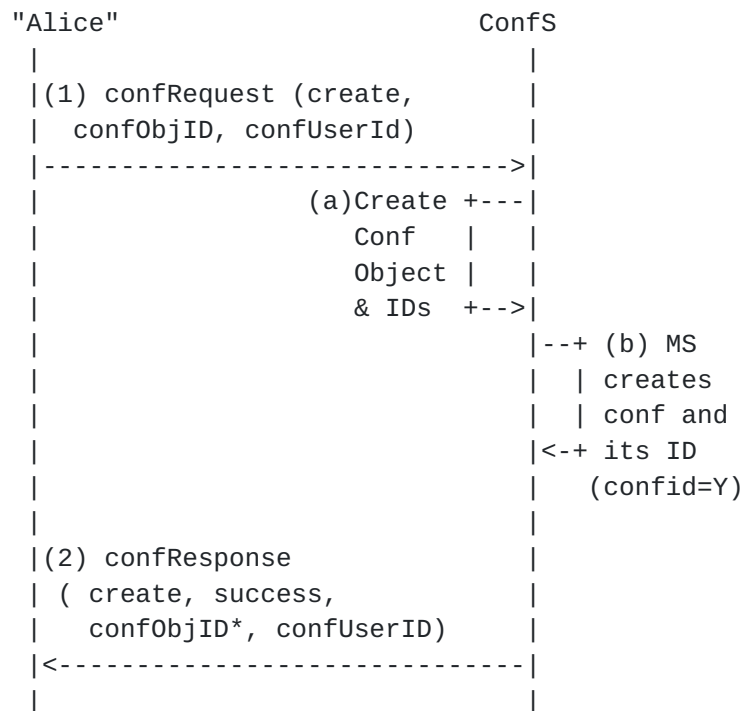 "Alice"                       ConfS
 |                                |
 |(1) confRequest (create,        |
 |  confObjID, confUserId)        |
 |------------------------------->|
 |                 (a)Create +---|
 |                    Conf   |   |
 |                    Object |   |
 |                    & IDs  +-->|
 |                                |--+ (b) MS
 |                                |  | creates
 |                                |  | conf and
 |                                |<-+ its ID
 |                                |   (confid=Y)
 |                                |
 |(2) confResponse                |
 | ( create, success,             |
 |   confObjID*, confUserID)      |
 |<-------------------------------|
 |                                |